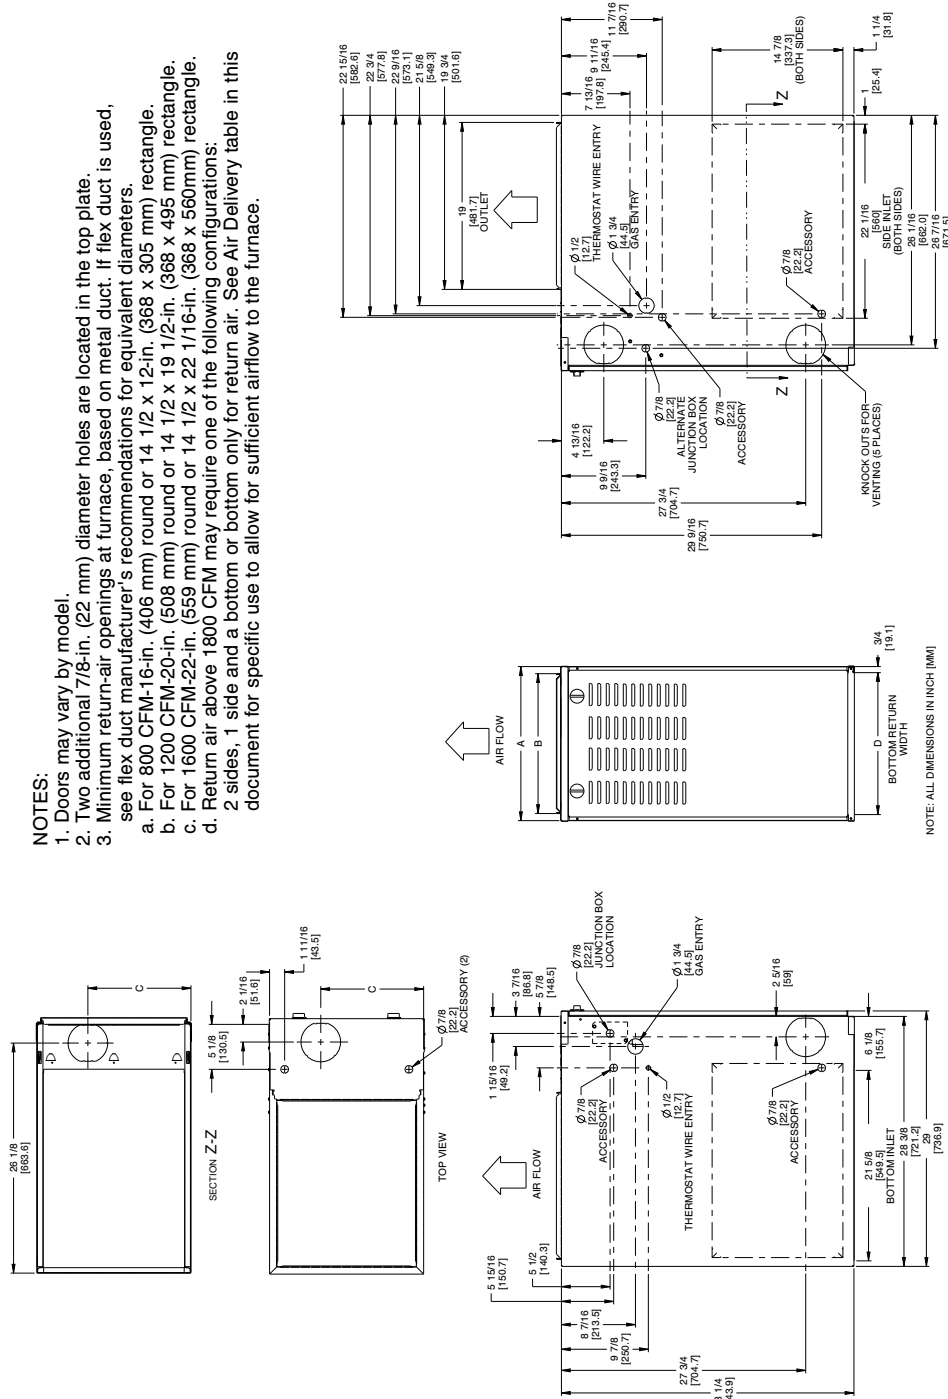 NOTES:
1. Doors may vary by model.
2. Two additional 7/8-in. (22 mm) diameter holes are located in the top plate.
3. Minimum return-air openings at furnace, based on metal duct. If flex duct is used,
see flex duct manufacturer's recommendations for equivalent diameters.
a. For 800 CFM-16-in. (406 mm) round or 14 1/2 x 12-in. (368 x 305 mm) rectangle.
b. For 1200 CFM-20-in. (508 mm) round or 14 1/2 x 19 1/2-in. (368 x 495 mm) rectangle.
c. For 1600 CFM-22-in. (559 mm) round or 14 1/2 x 22 1/16-in. (368 x 560mm) rectangle.
d. Return air above 1800 CFM may require one of the following configurations:
2 sides, 1 side and a bottom or bottom only for return air. See Air Delivery table in this
document for specific use to allow for sufficient airflow to the furnace.
26 1/8
[663.6]
C
SECTION Z-Z
5 1/8
[130.5]
2 1/16
[51.6]
1 11/16
[43.5]
C
Ø 7/8
[22.2]
ACCESSORY (2)
TOP VIEW
AIR FLOW
5 15/16
[150.7]
5 1/2
[140.3]
8 7/16
[213.5]
9 7/8
[250.7]
27 3/4
[704.7]
1 15/16
[49.2]
3 7/16
[86.8]
5 7/8
[148.5]
Ø 7/8
[22.2]
JUNCTION BOX
LOCATION
Ø 1 3/4
[44.5]
GAS ENTRY
Ø 7/8
[22.2]
ACCESSORY
Ø 1/2
[12.7]
THERMOSTAT WIRE ENTRY
2 5/16
[59]
Ø 7/8
[22.2]
ACCESSORY
6 1/8
[155.7]
21 5/8
[549.5]
BOTTOM INLET
28 3/8
[721.2]
29
[736.9]
AIR FLOW
A
B
D
BOTTOM RETURN
WIDTH
3/4
[19.1]
NOTE: ALL DIMENSIONS IN INCH [MM]
22 15/16
[582.6]
22 3/4
[577.8]
22 9/16
[573.1]
21 5/8
[549.3]
19 3/4
[501.6]
19
[481.7]
OUTLET
7 13/16
[197.8]
9 11/16
[245.4]
11 7/16
[290.7]
Ø 1/2
[12.7]
THERMOSTAT WIRE ENTRY
Ø 1 3/4
[44.5]
GAS ENTRY
14 7/8
[337.3]
(BOTH SIDES)
1 1/4
[31.8]
1
[25.4]
Z
Z
Ø 7/8
[22.2]
ACCESSORY
22 1/16
[560]
SIDE INLET
(BOTH SIDES)
26 1/16
[662.0]
26 7/16
Ø 7/8
[22.2]
ALTERNATE
JUNCTION BOX
LOCATION
Ø 7/8
[22.2]
ACCESSORY
4 13/16
[122.2]
9 9/16
[243.3]
27 3/4
[704.7]
29 9/16
[750.7]
KNOCK OUTS FOR
VENTING (5 PLACES)